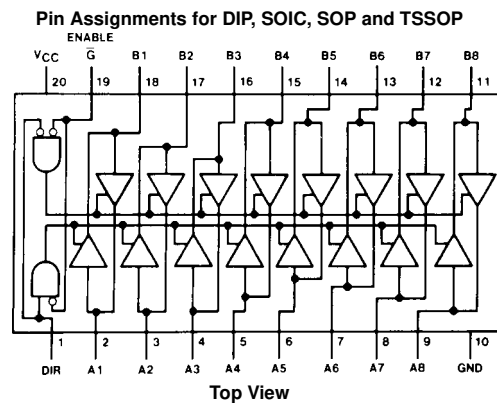 Pin Assignments for DIP, SOIC, SOP and TSSOP
ENABLE
VCC G B1 B2 B3 B4 B5 B6 B7 B8
20 19 18 17 16 15 14 13 12 11
1 2 3 4 5 6 7 8 9 10
DIR A1 A2 A3 A4 A5 A6 A7 A8 GND
Top View